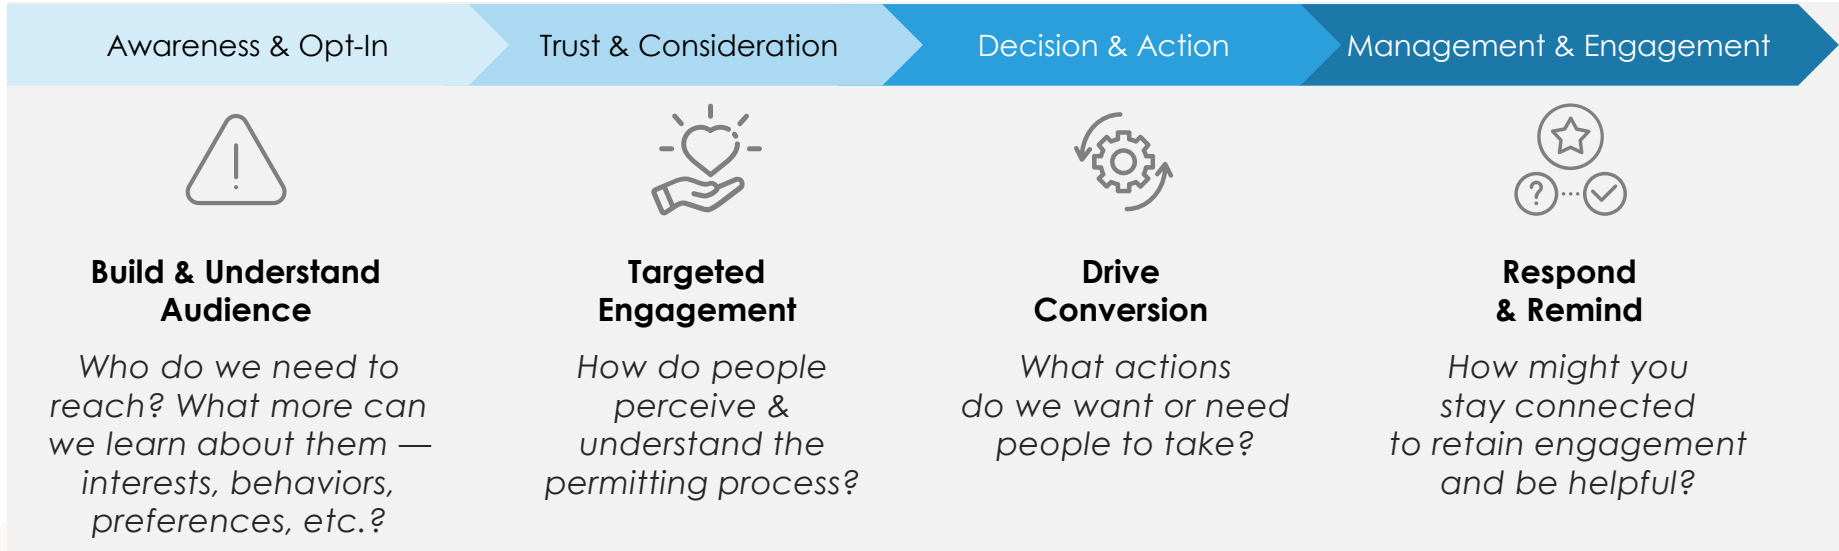 Awareness & Opt-In
Trust & Consideration
Decision & Action
Management & Engagement
Build & Understand
Audience
Who do we need to
reach? What more can
we learn about them —
interests, behaviors,
preferences, etc.?
Targeted
Engagement
How do people
perceive &
understand the
permitting process?
Drive
Conversion
What actions
do we want or need
people to take?
?
Respond
& Remind
How might you
stay connected
to retain engagement
and be helpful?